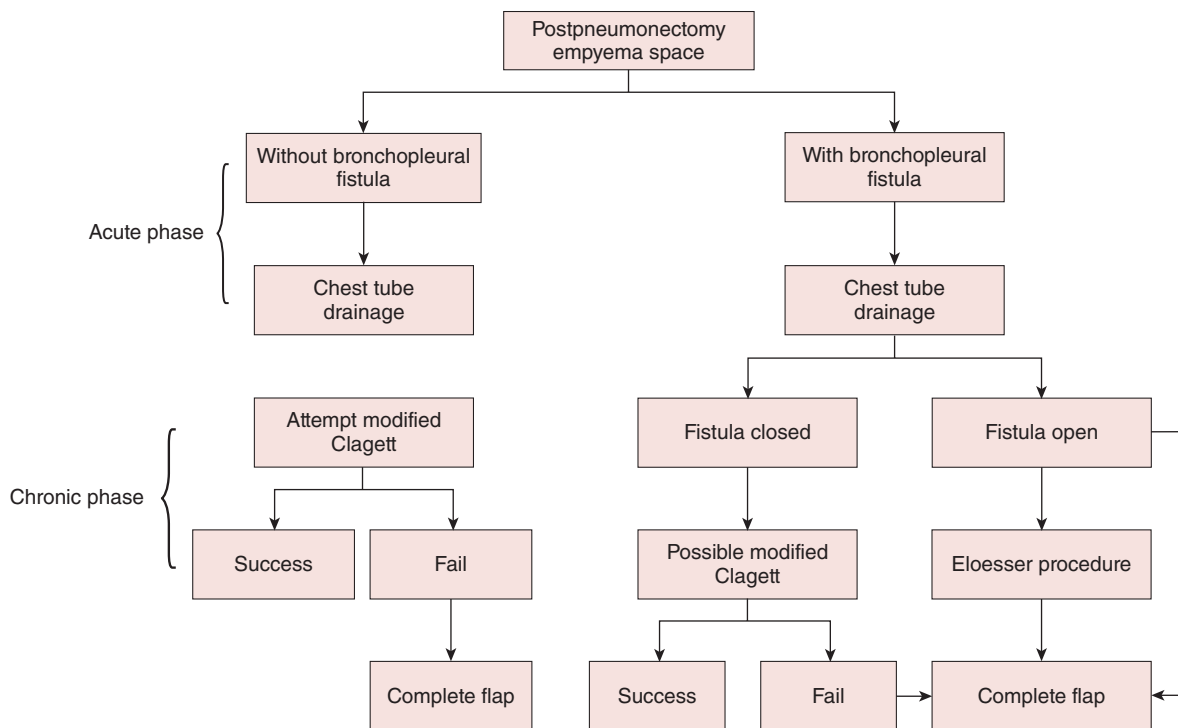 Postpneumonectomy
empyema space
Without bronchopleural
fistula
With bronchopleural
fistula
Acute phase
Chest tube
drainage
Chest tube
drainage
Attempt modified
Clagett
Fistula closed
Fistula open
Chronic phase
Success
Fail
Possible modified
Clagett
Eloesser procedure
Complete flap
Success
Fail
Complete flap